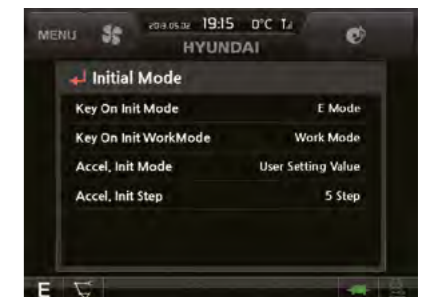 MENU
2019.05.02 19:15 0°C
HYUNDAI
Initial Mode
Key On Init Mode E Mode
Key On Init WorkMode Work Mode
Accel. Init Mode User Setting Value
Accel. Init Step 5 Step
E